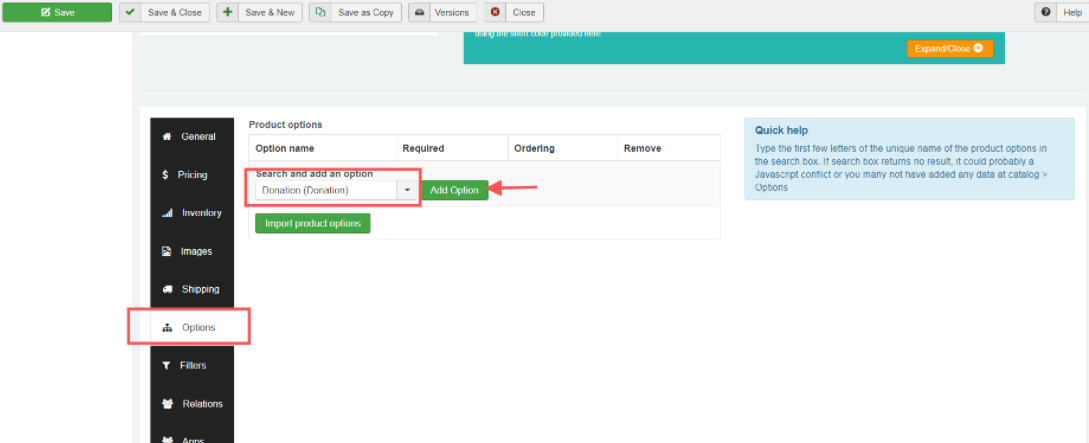 Save
Save & Close
Save & New
Save as Copy
Versions
Close
Help
using the short code provided here
Expand/Close
General
Pricing
Inventory
Images
Shipping
Options
Filters
Relations
Apps
Product options
Option name Required Ordering Remove
Search and add an option
Donation (Donation)
Add Option
Import product options
Quick help
Type the first few letters of the unique name of the product options in
the search box. If search box returns no result, it could probably a
Javascript conflict or you many not have added any data at catalog >
Options